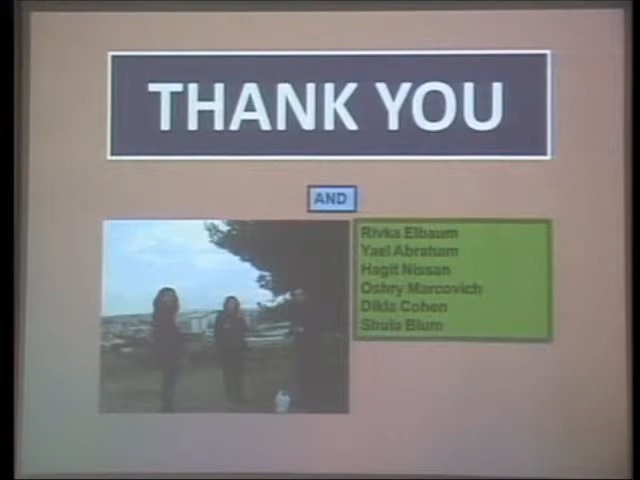 THANK YOU
AND
Rivka Elbaum
Yael Abraham
Hagit Nissan
Oshry Marcovich
Dikla Cohen
Shula Blum